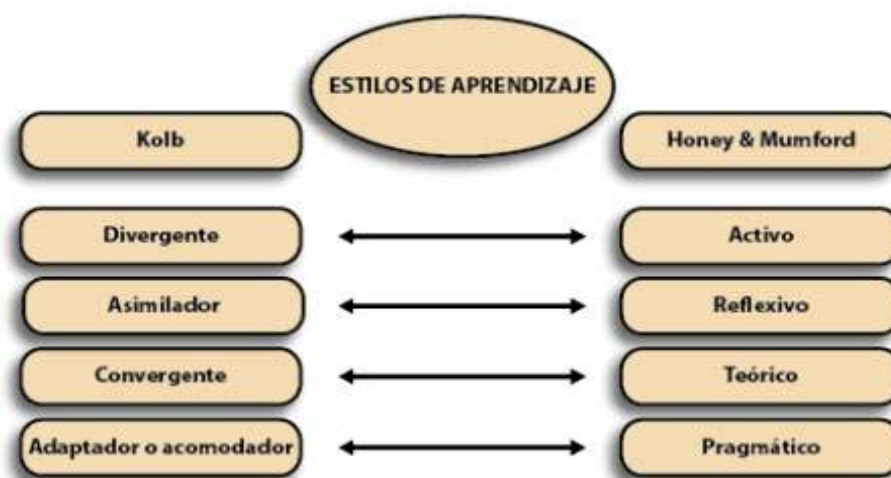 ESTILOS DE APRENDIZAJE
Kolb
Honey & Mumford
Divergente
Activo
Asimilador
Reflexivo
Convergente
Teórico
Adaptador o acomodador
Pragmático